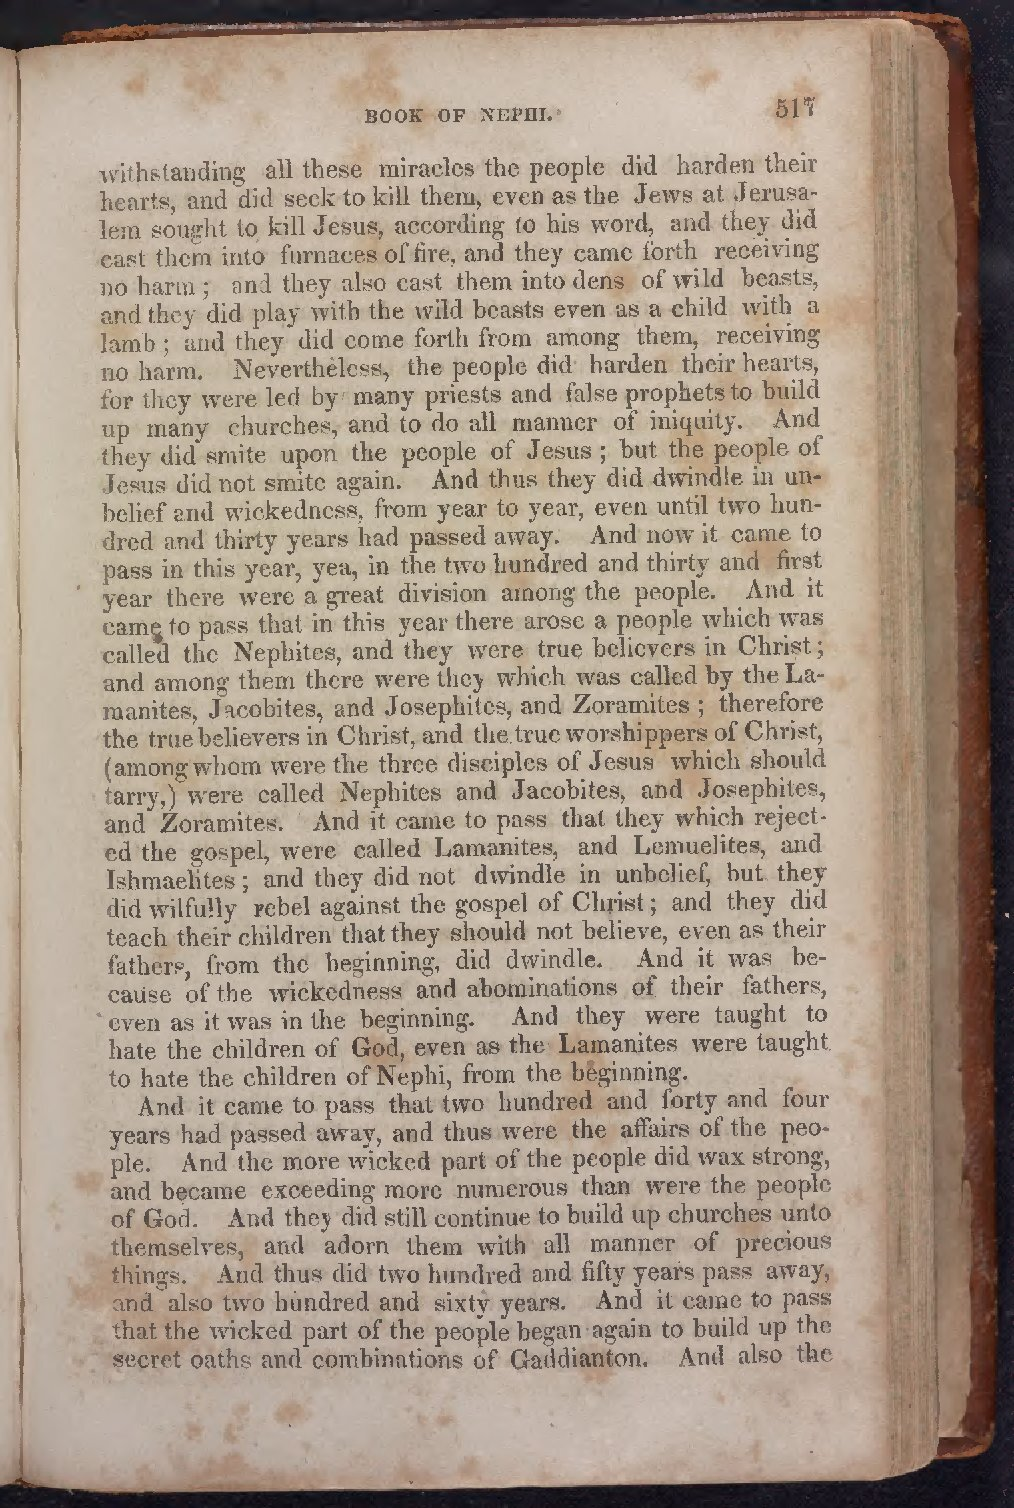 BOOK OF NEPHI. 517
withstanding all these miracles the people did harden their
hearts, and did seek to kill them, even as the Jews at Jerusa-
lem sought to kill Jesus, according to his word, and they did
cast them into furnaces of fire, and they came forth receiving
no harm ; and they also cast them into dens of wild beasts,
and they did play with the wild beasts even as a child with a
lamb ; and they did come forth from among them, receiving
no harm. Nevertheless, the people did harden their hearts,
for they were led by many priests and false prophets to build
up many churches, and to do all manner of iniquity. And
they did smite upon the people of Jesus ; but the people of
Jesus did not smite again. And thus they did dwindle in un-
belief and wickedness, from year to year, even until two hun-
dred and thirty years had passed away. And now it came to
pass in this year, yea, in the two hundred and thirty and first
year there were a great division among the people. And it
came to pass that in this year there arose a people which was
called the Nephites, and they were true believers in Christ ;
and among them there were they which was called by the La-
manites, Jacobites, and Josephites, and Zoramites ; therefore
the true believers in Christ, and the true worshippers of Christ,
(among whom were the three disciples of Jesus which should
tarry,) were called Nephites and Jacobites, and Josephites,
and Zoramites. And it came to pass that they which reject-
ed the gospel, were called Lamanites, and Lemuelites, and
Ishmaelites ; and they did not dwindle in unbelief, but they
did wilfully rebel against the gospel of Christ ; and they did
teach their children that they should not believe, even as their
fathers, from the beginning, did dwindle. And it was be-
cause of the wickedness and abominations of their fathers,
even as it was in the beginning. And they were taught to
hate the children of God, even as the Lamanites were taught
to hate the children of Nephi, from the beginning.
And it came to pass that two hundred and forty and four
years had passed away, and thus were the affairs of the peo-
ple. And the more wicked part of the people did wax strong,
and became exceeding more numerous than were the people
of God. And they did still continue to build up churches unto
themselves, and adorn them with all manner of precious
things. And thus did two hundred and fifty years pass away,
and also two hundred and sixty years. And it came to pass
that the wicked part of the people began again to build up the
secret oaths and combinations of Gaddianton. And also the